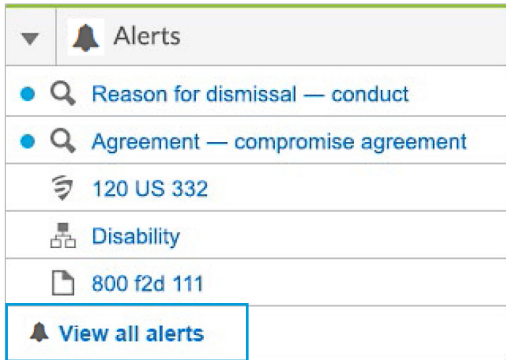 Alerts
Reason for dismissal — conduct
Agreement — compromise agreement
120 US 332
Disability
800 f2d 111
View all alerts